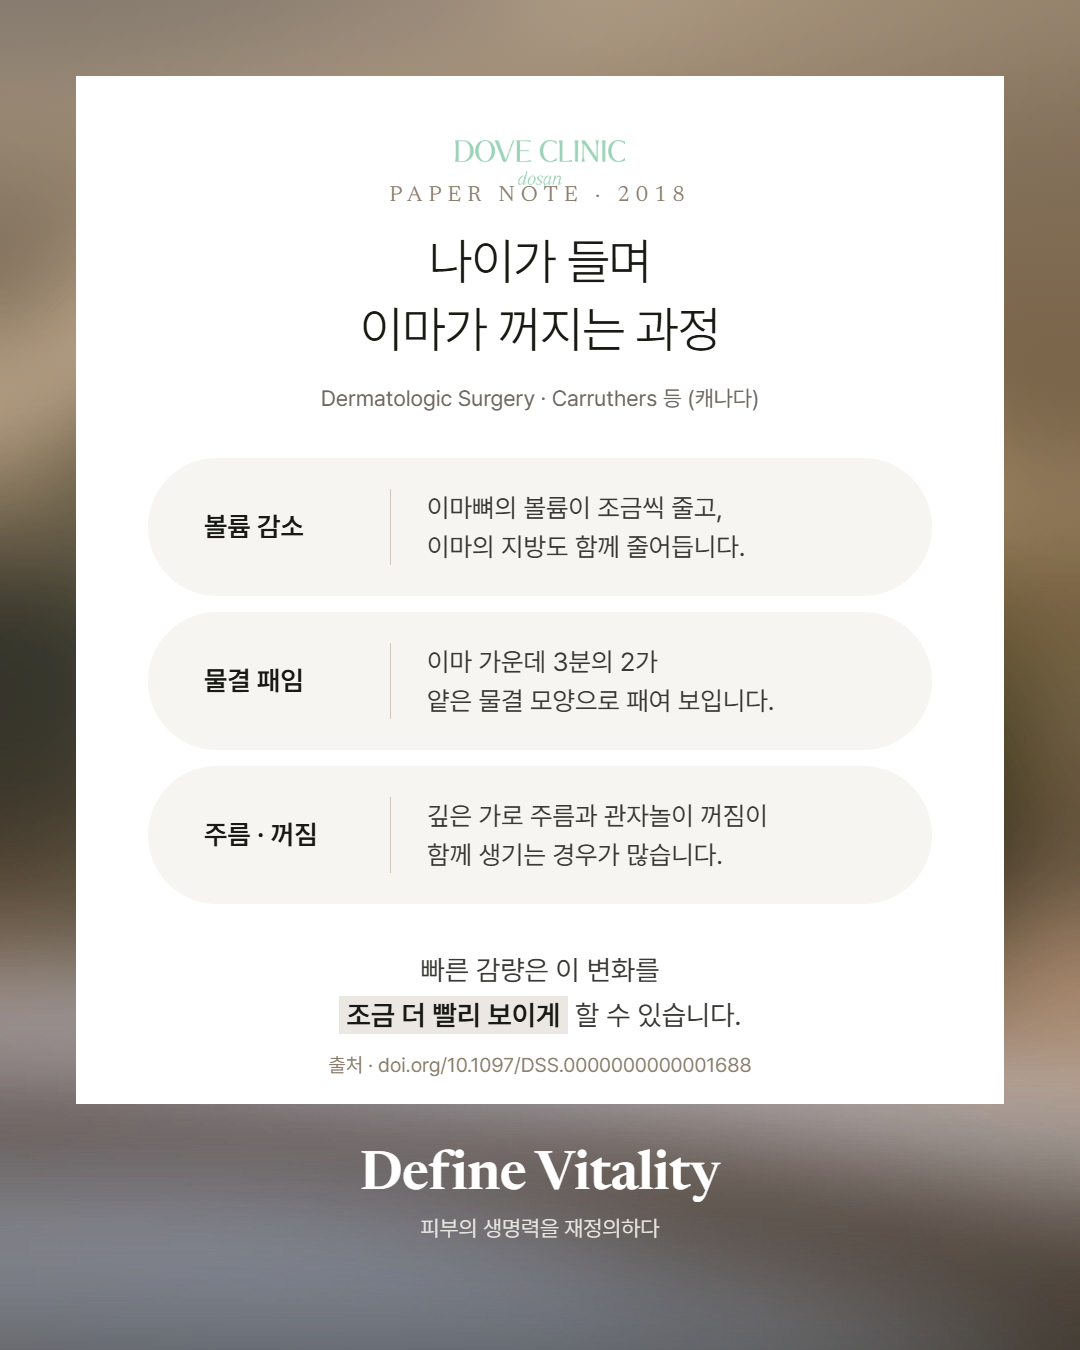 DOVE CLINIC
dosan
PAPER NOTE · 2018
나이가 들며
이마가 꺼지는 과정
Dermatologic Surgery · Carruthers 등 (캐나다)
볼륨 감소
이마뼈의 볼륨이 조금씩 줄고,
이마의 지방도 함께 줄어듭니다.
물결 패임
이마 가운데 3분의 2가
얕은 물결 모양으로 패여 보입니다.
주름 · 꺼짐
깊은 가로 주름과 관자놀이 꺼짐이
함께 생기는 경우가 많습니다.
빠른 감량은 이 변화를
조금 더 빨리 보이게 할 수 있습니다.
출처 · doi.org/10.1097/DSS.0000000000001688
Define Vitality
피부의 생명력을 재정의하다